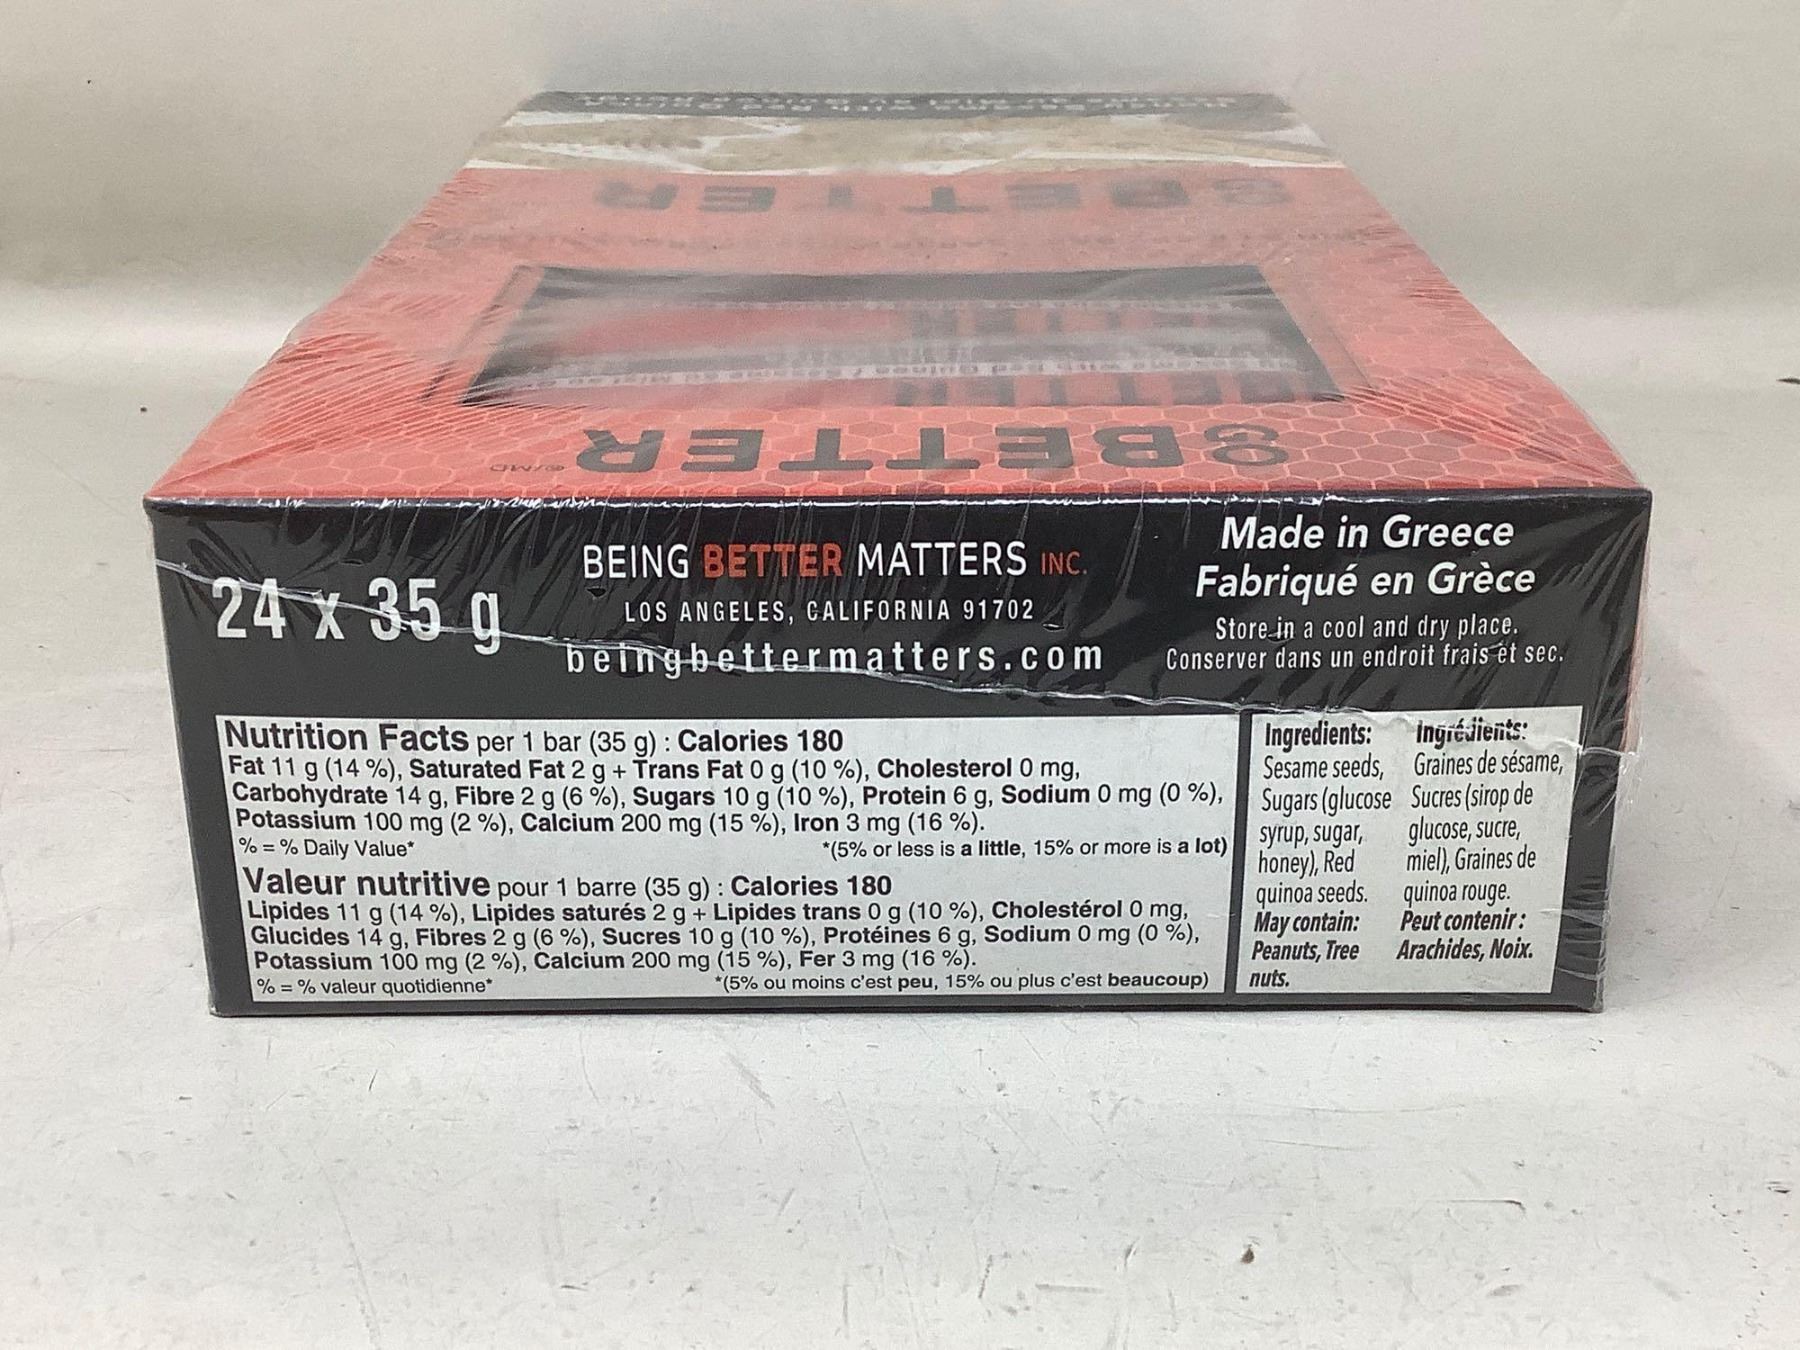 GO BETTER ®/MD
24 x 35 g
BEING BETTER MATTERS INC.
LOS ANGELES, CALIFORNIA 91702
beingbettermatters.com
Made in Greece
Fabriqué en Grèce
Store in a cool and dry place.
Conserver dans un endroit frais et sec.
Nutrition Facts per 1 bar (35 g) : Calories 180
Fat 11 g (14 %), Saturated Fat 2 g + Trans Fat 0 g (10 %), Cholesterol 0 mg,
Carbohydrate 14 g, Fibre 2 g (6 %), Sugars 10 g (10 %), Protein 6 g, Sodium 0 mg (0 %),
Potassium 100 mg (2 %), Calcium 200 mg (15 %), Iron 3 mg (16 %).
% = % Daily Value*
*(5% or less is a little, 15% or more is a lot)
Valeur nutritive pour 1 barre (35 g) : Calories 180
Lipides 11 g (14 %), Lipides saturés 2 g + Lipides trans 0 g (10 %), Cholestérol 0 mg,
Glucides 14 g, Fibres 2 g (6 %), Sucres 10 g (10 %), Protéines 6 g, Sodium 0 mg (0 %),
Potassium 100 mg (2 %), Calcium 200 mg (15 %), Fer 3 mg (16 %).
% = % valeur quotidienne*
*(5% ou moins c'est peu, 15% ou plus c'est beaucoup)
Ingredients:
Sesame seeds,
Sugars (glucose
syrup, sugar,
honey), Red
quinoa seeds.
May contain:
Peanuts, Tree
nuts.
Ingrédients:
Graines de sésame,
Sucres (sirop de
glucose, sucre,
miel), Graines de
quinoa rouge.
Peut contenir :
Arachides, Noix.